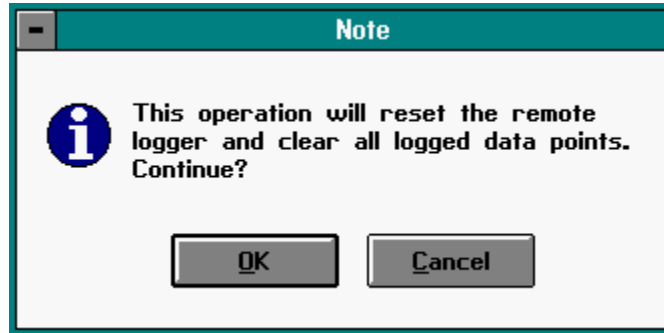 Note
This operation will reset the remote
logger and clear all logged data points.
Continue?
OK
Cancel